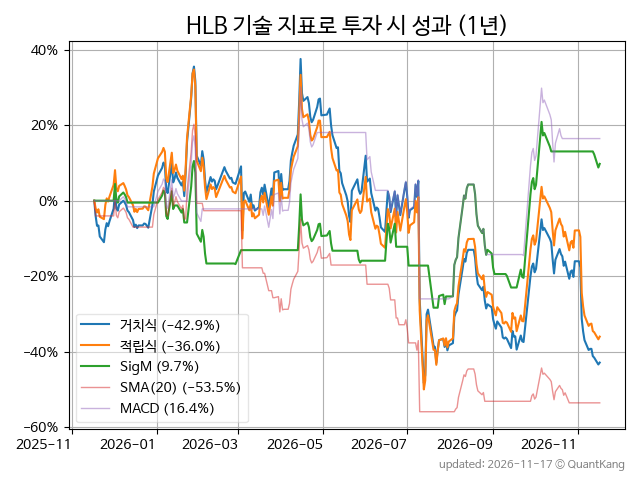 HLB 기술 지표로 투자 시 성과 (1년)
40%
20%
0%
−20%
−40%
−60%
거치식 (−42.9%)
적립식 (−36.0%)
SigM (9.7%)
SMA(20) (−53.5%)
MACD (16.4%)
2025-11
2026-01
2026-03
2026-05
2026-07
2026-09
2026-11
updated: 2026-11-17 © QuantKang